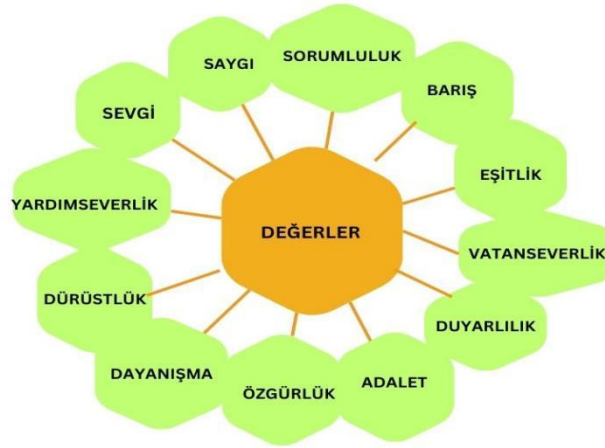 SORUMLULUK
SAYGI
BARIŞ
SEVGİ
EŞİTLİK
YARDIMSEVERLİK
DEĞERLER
VATANSEVERLİK
DÜRÜSTLÜK
DUYARLILIK
DAYANIŞMA
ÖZGÜRLÜK
ADALET